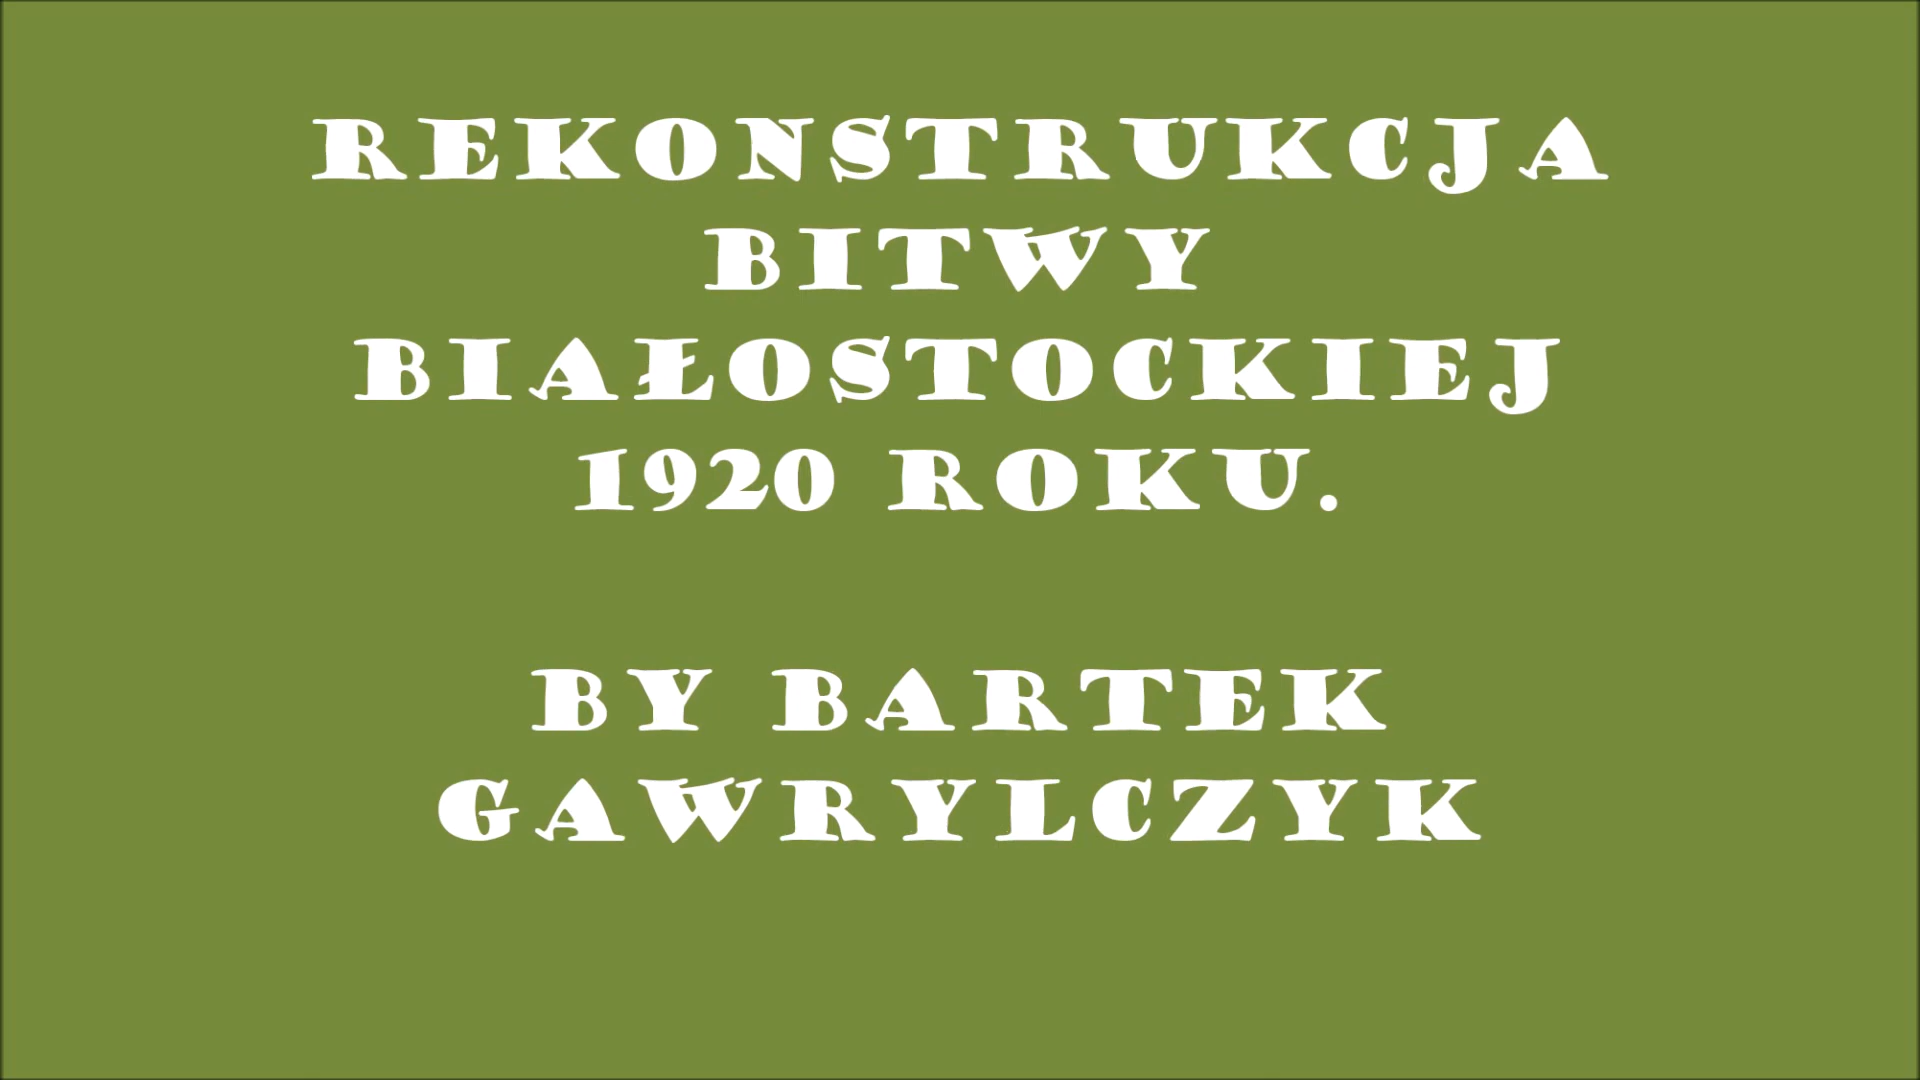 REKONSTRUKCJA
BITWY
BIAŁOSTOCKIEJ
1920 ROKU.
BY BARTEK
GAWRYLCZYK